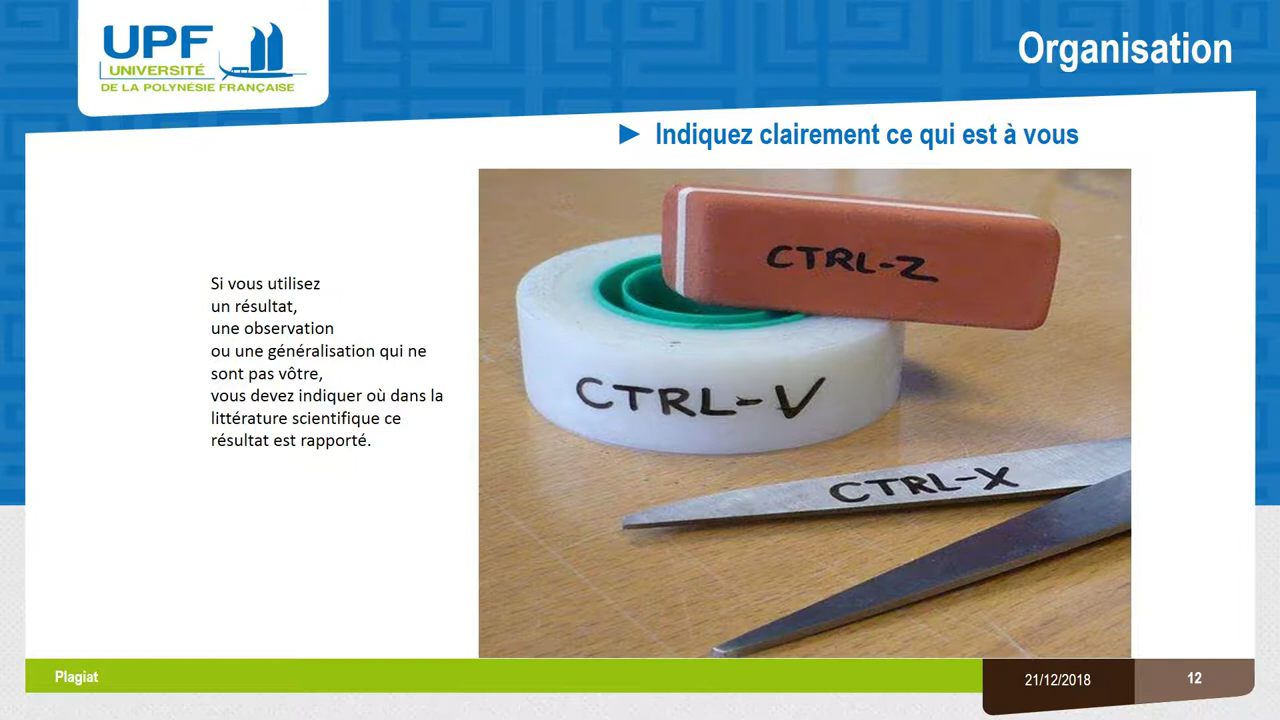 UPF
UNIVERSITÉ
DE LA POLYNÉSIE FRANÇAISE
Organisation
► Indiquez clairement ce qui est à vous
Si vous utilisez
un résultat,
une observation
ou une généralisation qui ne
sont pas vôtre,
vous devez indiquer où dans la
littérature scientifique ce
résultat est rapporté.
CTRL-Z
CTRL-V
CTRL-X
Plagiat
21/12/2018
12